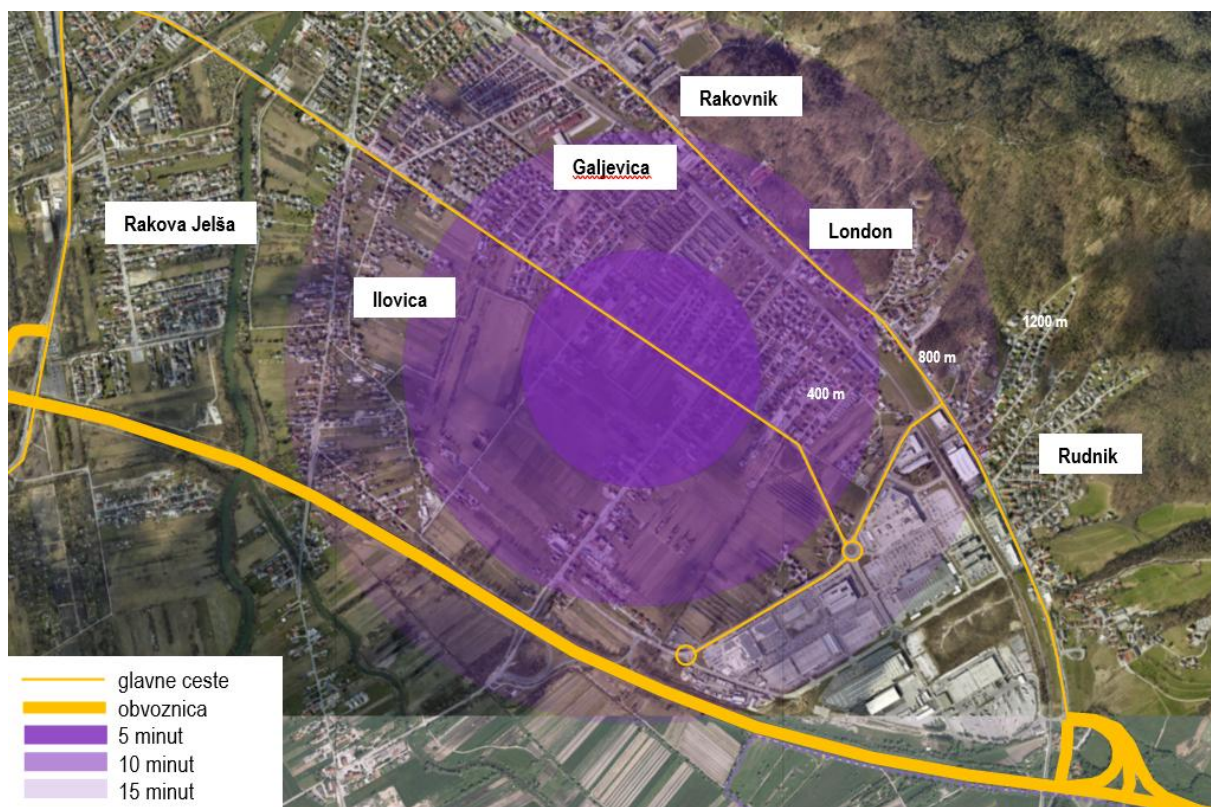 Rakovnik
Galjevica
Rakova Jelša
London
Ilovica
1200 m
800 m
400 m
Rudnik
glavne ceste
obvoznica
5 minut
10 minut
15 minut